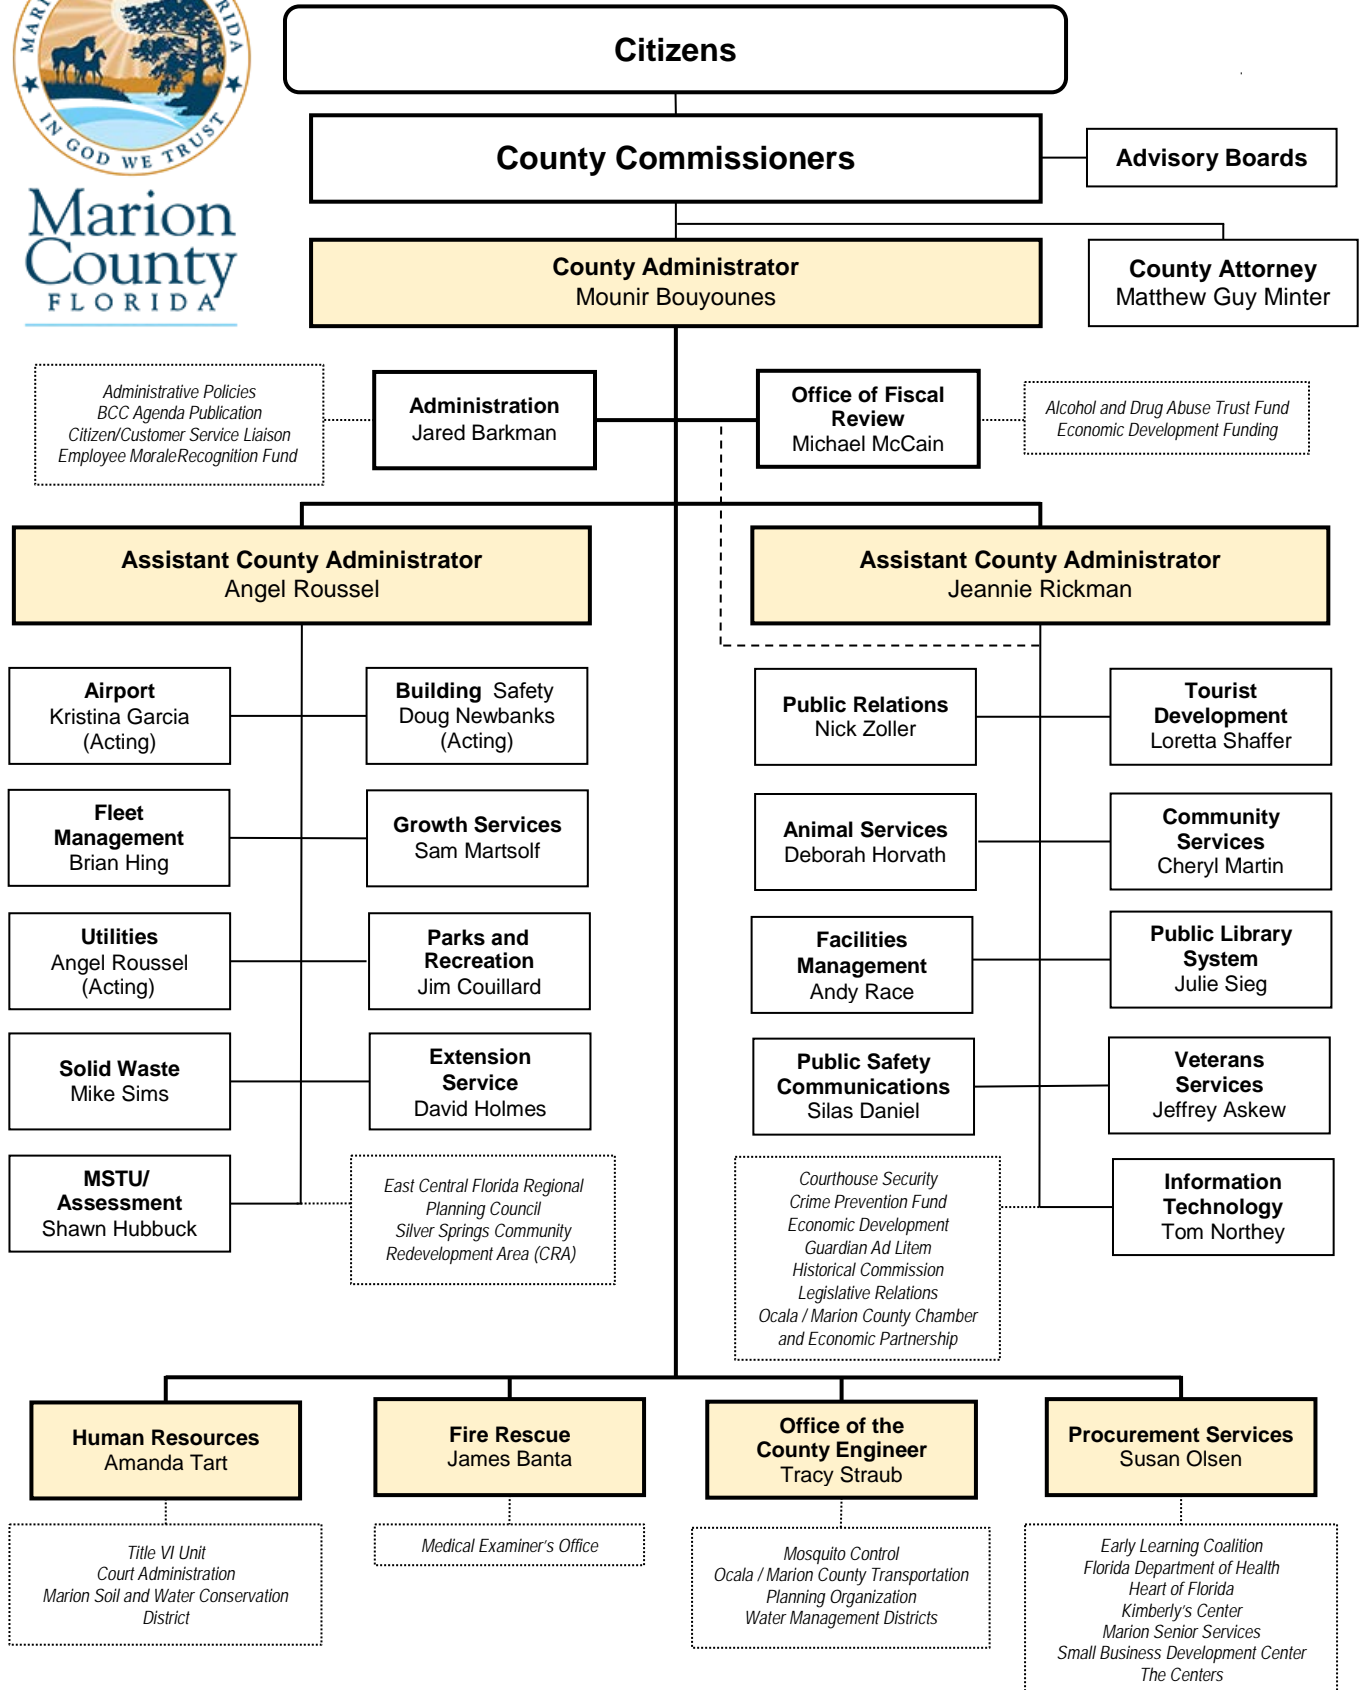 IN GOD WE TRUST
Marion
County
FLORIDA
Citizens
County Commissioners
Advisory Boards
County Administrator
Mounir Bouyounes
County Attorney
Matthew Guy Minter
Administrative Policies
BCC Agenda Publication
Citizen/Customer Service Liaison
Employee MoraleRecognition Fund
Administration
Jared Barkman
Office of Fiscal
Review
Michael McCain
Alcohol and Drug Abuse Trust Fund
Economic Development Funding
Assistant County Administrator
Angel Roussel
Assistant County Administrator
Jeannie Rickman
Airport
Kristina Garcia
(Acting)
Building Safety
Doug Newbanks
(Acting)
Public Relations
Nick Zoller
Tourist
Development
Loretta Shaffer
Fleet
Management
Brian Hing
Growth Services
Sam Martsolf
Animal Services
Deborah Horvath
Community
Services
Cheryl Martin
Utilities
Angel Roussel
(Acting)
Parks and
Recreation
Jim Couillard
Facilities
Management
Andy Race
Public Library
System
Julie Sieg
Solid Waste
Mike Sims
Extension
Service
David Holmes
Public Safety
Communications
Silas Daniel
Veterans
Services
Jeffrey Askew
MSTU/
Assessment
Shawn Hubbuck
East Central Florida Regional
Planning Council
Silver Springs Community
Redevelopment Area (CRA)
Courthouse Security
Crime Prevention Fund
Economic Development
Guardian Ad Litem
Historical Commission
Legislative Relations
Ocala / Marion County Chamber
and Economic Partnership
Information
Technology
Tom Northey
Human Resources
Amanda Tart
Fire Rescue
James Banta
Office of the
County Engineer
Tracy Straub
Procurement Services
Susan Olsen
Title VI Unit
Court Administration
Marion Soil and Water Conservation
District
Medical Examiner's Office
Mosquito Control
Ocala / Marion County Transportation
Planning Organization
Water Management Districts
Early Learning Coalition
Florida Department of Health
Heart of Florida
Kimberly's Center
Marion Senior Services
Small Business Development Center
The Centers